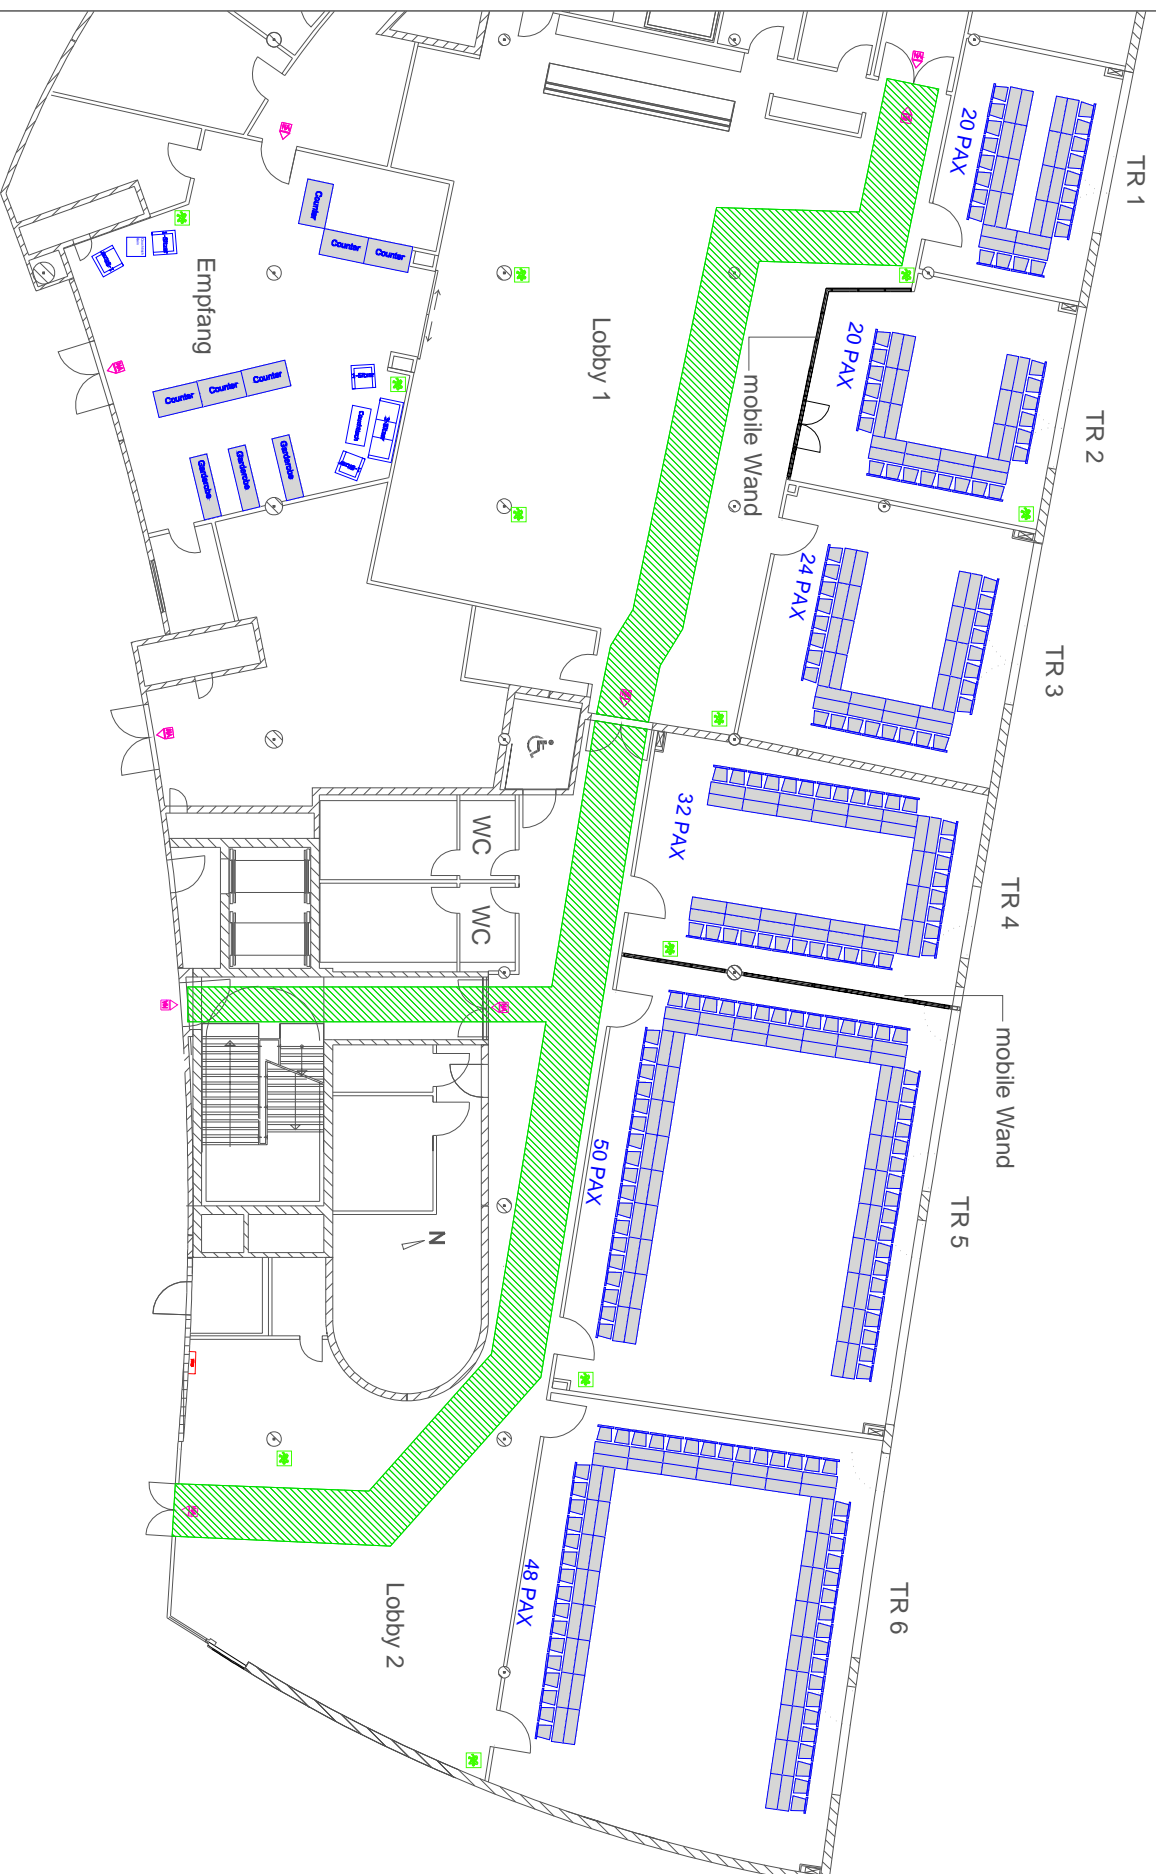 TR 1
20 PAX
TR 2
20 PAX
mobile Wand
TR 3
24 PAX
TR 4
32 PAX
mobile Wand
TR 5
50 PAX
TR 6
48 PAX
Lobby 1
Lobby 2
Empfang
Counter
Counter
Counter
Counter
Counter
Counter
Garderobe
Garderobe
Garderobe
WC
WC
N